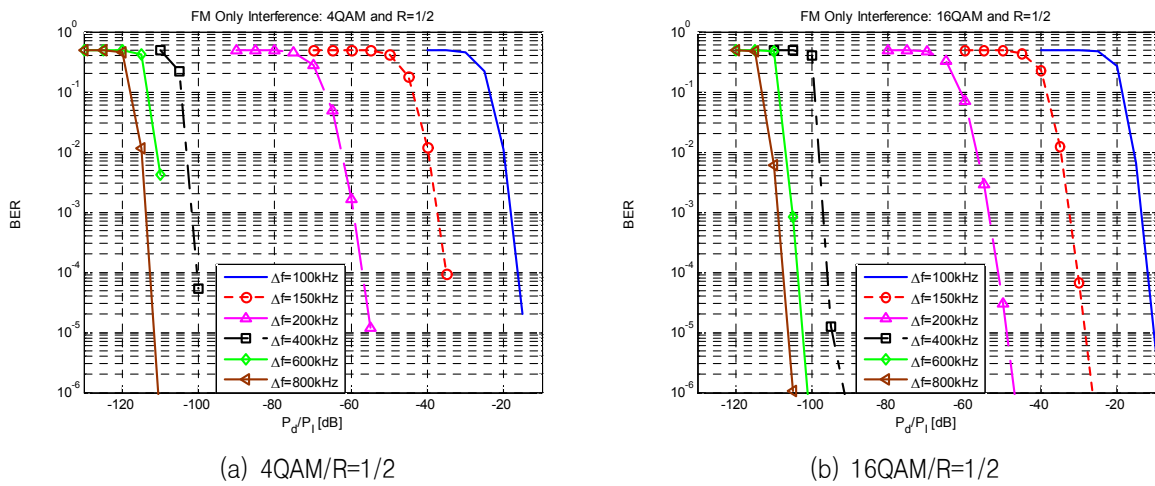 FM Only Interference: 4QAM and R=1/2
10^0
10^-1
10^-2
10^-3
10^-4
10^-5
10^-6
BER
Δf=100kHz
Δf=150kHz
Δf=200kHz
Δf=400kHz
Δf=600kHz
Δf=800kHz
-120 -100 -80 -60 -40 -20
P_d/P_I [dB]
(a) 4QAM/R=1/2
FM Only Interference: 16QAM and R=1/2
10^0
10^-1
10^-2
10^-3
10^-4
10^-5
10^-6
BER
Δf=100kHz
Δf=150kHz
Δf=200kHz
Δf=400kHz
Δf=600kHz
Δf=800kHz
-120 -100 -80 -60 -40 -20
P_d/P_I [dB]
(b) 16QAM/R=1/2